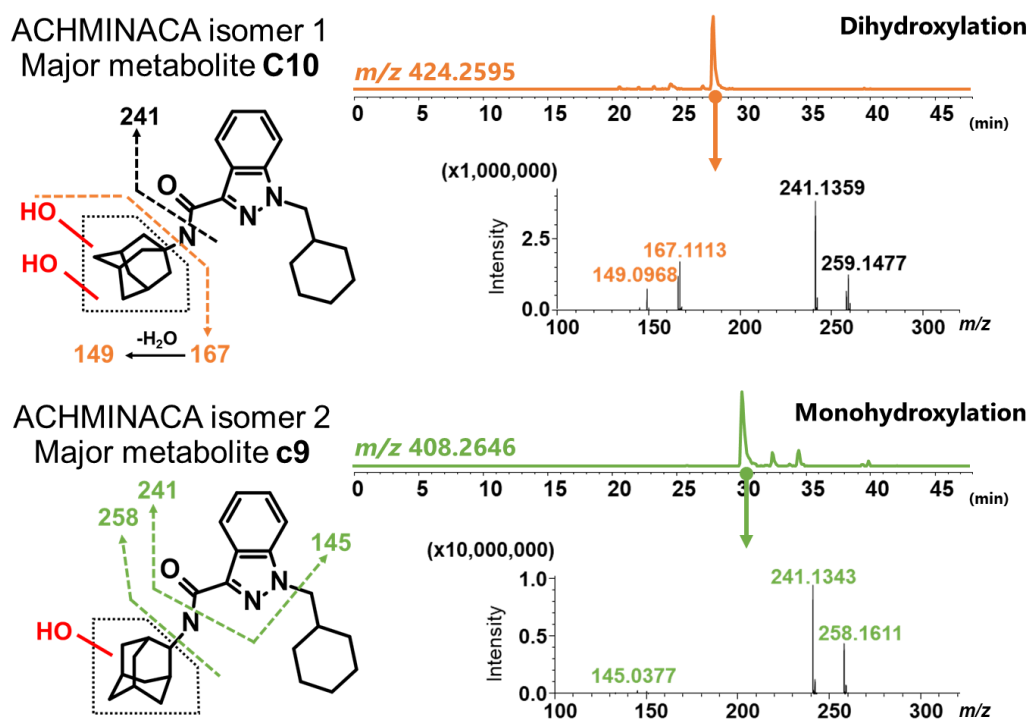 ACHMINACA isomer 1
Major metabolite C10
Dihydroxylation
m/z 424.2595
0 5 10 15 20 25 30 35 40 45 (min)
241
O
N
N
N
HO
HO
-H₂O
149
167
(x1,000,000)
Intensity
2.5
0.0
241.1359
167.1113
149.0968
259.1477
100 150 200 250 300 m/z
ACHMINACA isomer 2
Major metabolite c9
Monohydroxylation
m/z 408.2646
0 5 10 15 20 25 30 35 40 45 (min)
241
258
145
O
N
N
N
HO
(x10,000,000)
Intensity
1.0
0.5
0.0
241.1343
258.1611
145.0377
100 150 200 250 300 m/z